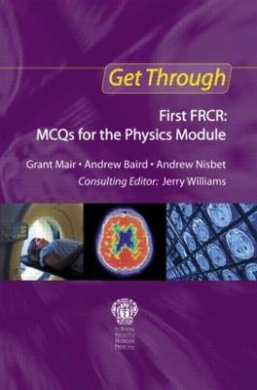 Get Through
First FRCR:
MCQs for the Physics Module
Grant Mair • Andrew Baird • Andrew Nisbet
Consulting Editor: Jerry Williams